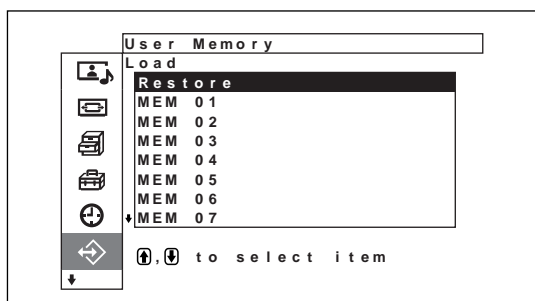 User Memory
Load
Restore
MEM 01
MEM 02
MEM 03
MEM 04
MEM 05
MEM 06
MEM 07
, to select item